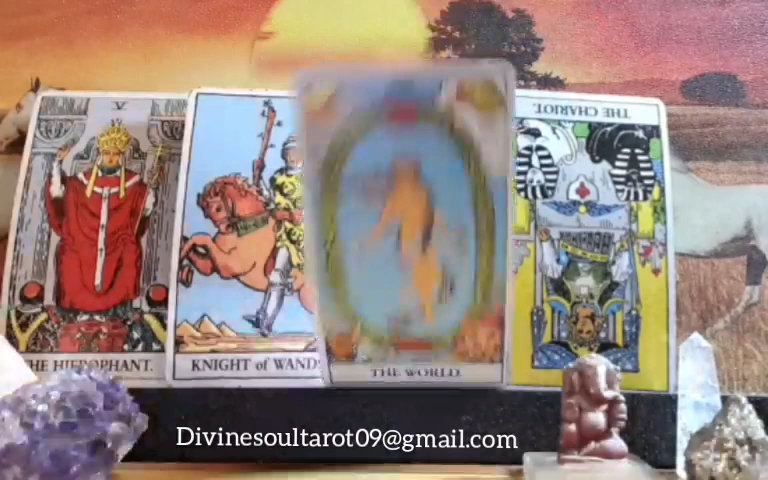 V
THE HIEROPHANT.
KNIGHT of WANDS
THE WORLD.
THE CHARIOT.
Divinesoultarot09@gmail.com